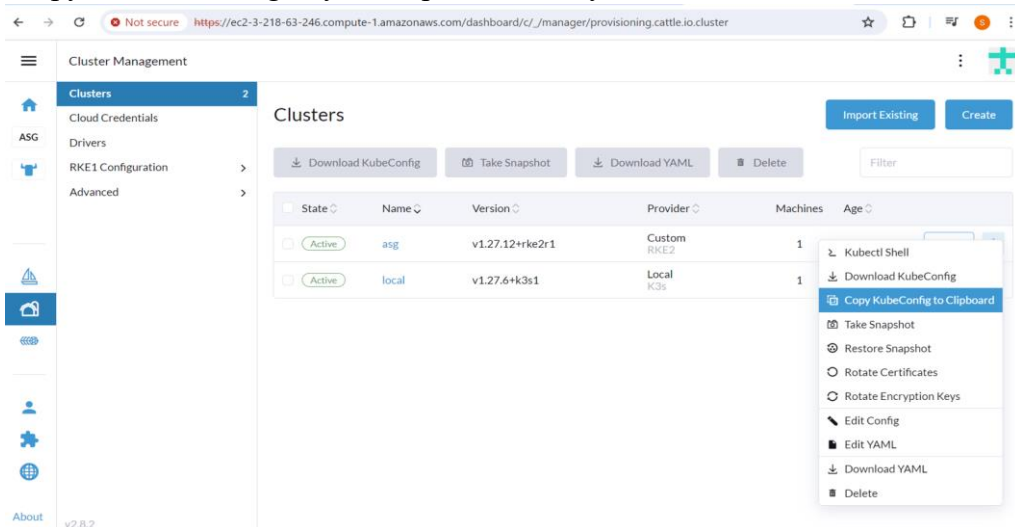 Not secure https://ec2-3-218-63-246.compute-1.amazonaws.com/dashboard/c/_/manager/provisioning.cattle.io.cluster
S
Cluster Management
Clusters 2
Cloud Credentials
Drivers
RKE1 Configuration
Advanced
ASG
About
v2.8.2
Clusters
Import Existing Create
Download KubeConfig Take Snapshot Download YAML Delete Filter
State Name Version Provider Machines Age
Active asg v1.27.12+rke2r1 Custom 1
RKE2
Active local v1.27.6+k3s1 Local 1
K3s
Kubectl Shell
Download KubeConfig
Copy KubeConfig to Clipboard
Take Snapshot
Restore Snapshot
Rotate Certificates
Rotate Encryption Keys
Edit Config
Edit YAML
Download YAML
Delete